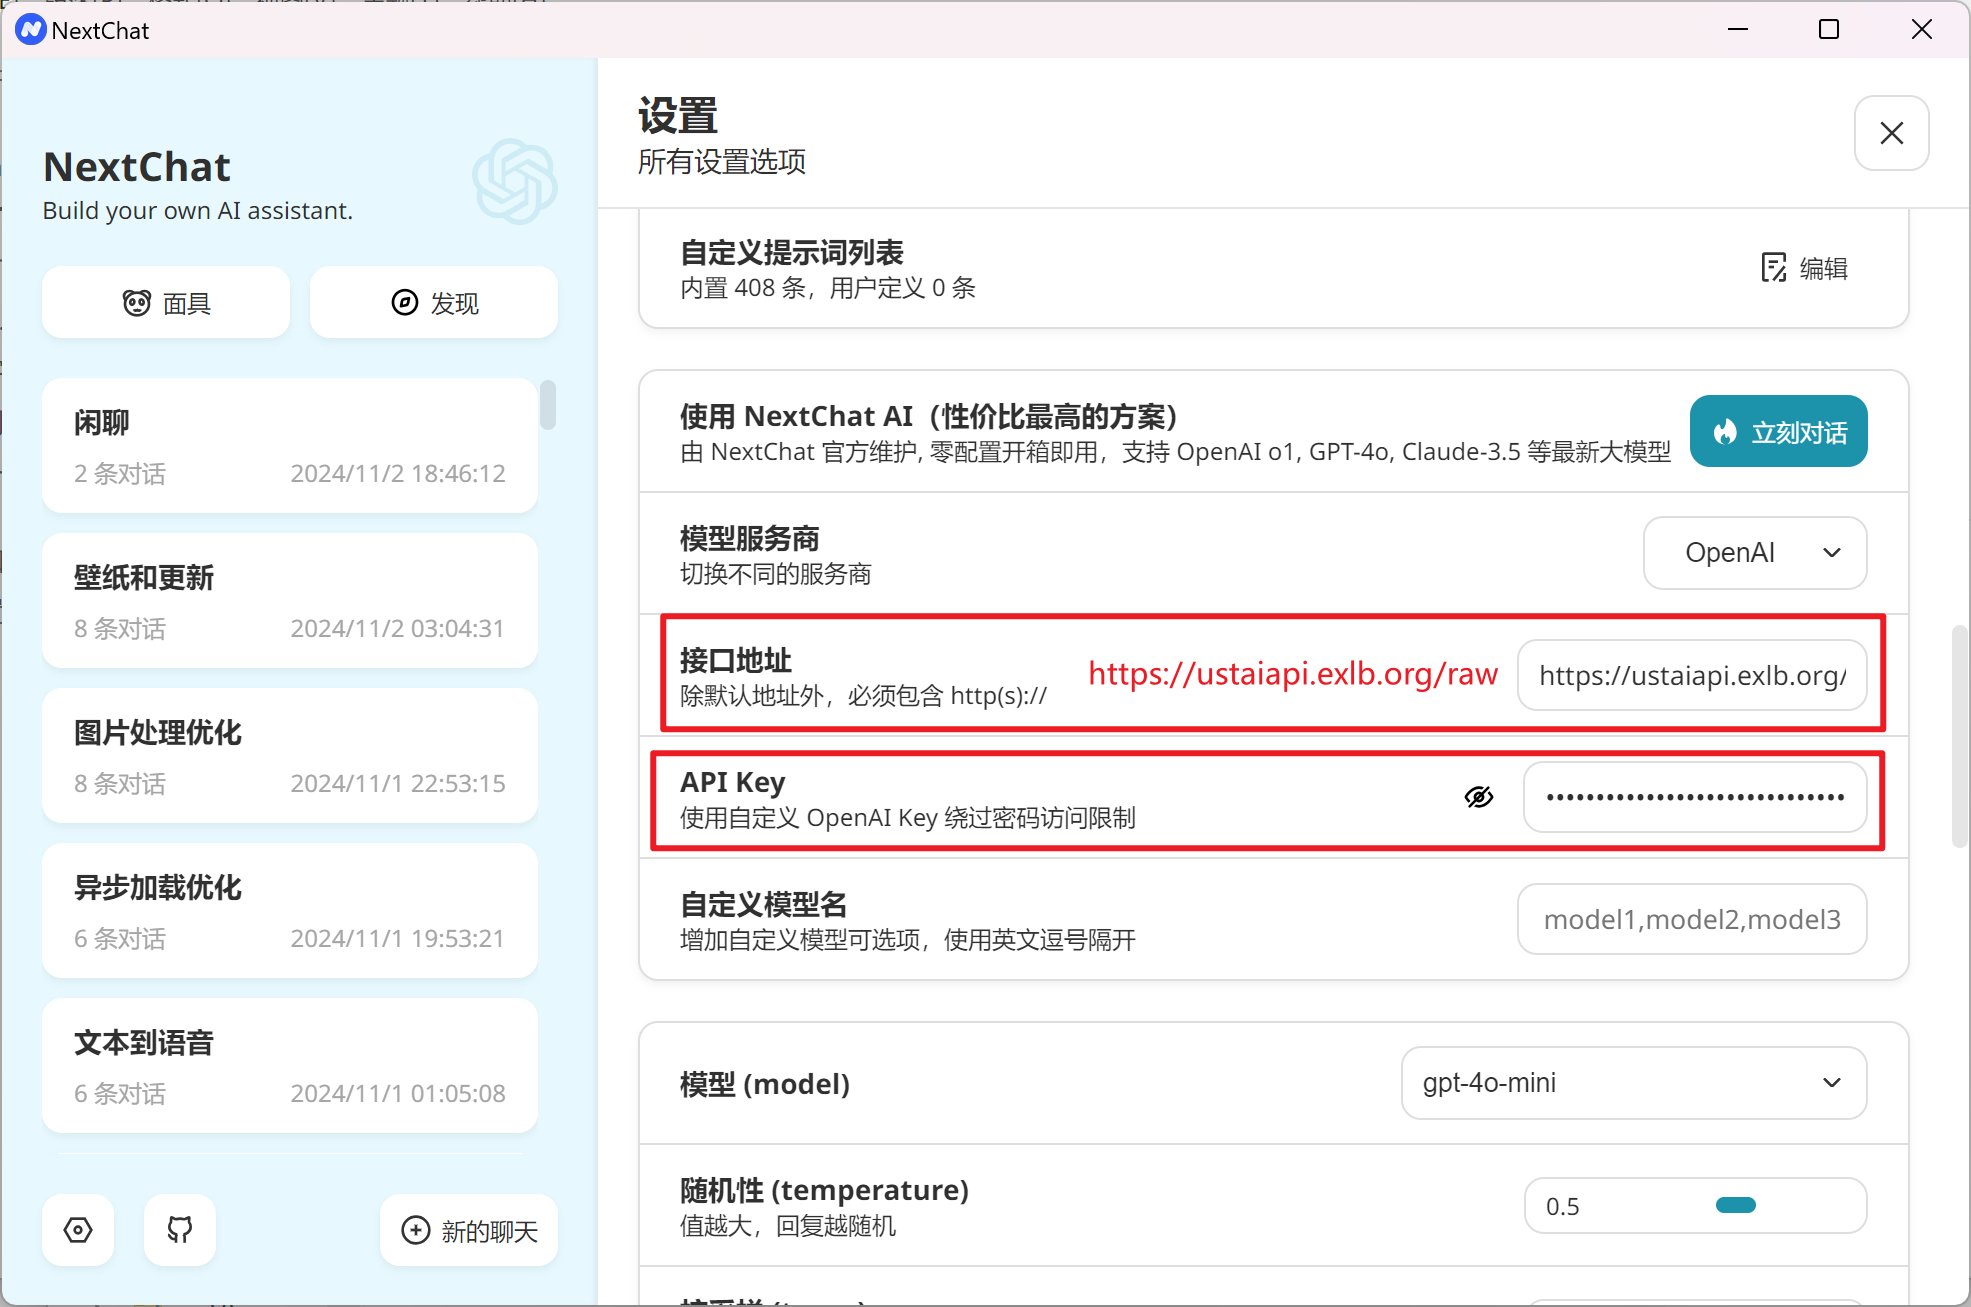 NextChat
NextChat
Build your own AI assistant.
面具
发现
闲聊
2 条对话
2024/11/2 18:46:12
壁纸和更新
8 条对话
2024/11/2 03:04:31
图片处理优化
8 条对话
2024/11/1 22:53:15
异步加载优化
6 条对话
2024/11/1 19:53:21
文本到语音
6 条对话
2024/11/1 01:05:08
新的聊天
设置
所有设置选项
自定义提示词列表
内置 408 条，用户定义 0 条
编辑
使用 NextChat AI（性价比最高的方案）
由 NextChat 官方维护, 零配置开箱即用，支持 OpenAI o1, GPT-4o, Claude-3.5 等最新大模型
立刻对话
模型服务商
切换不同的服务商
OpenAI
接口地址
除默认地址外，必须包含 http(s)://
https://ustaiapi.exlb.org/raw
https://ustaiapi.exlb.org/
API Key
使用自定义 OpenAI Key 绕过密码访问限制
自定义模型名
增加自定义模型可选项，使用英文逗号隔开
model1,model2,model3
模型 (model)
gpt-4o-mini
随机性 (temperature)
值越大，回复越随机
0.5